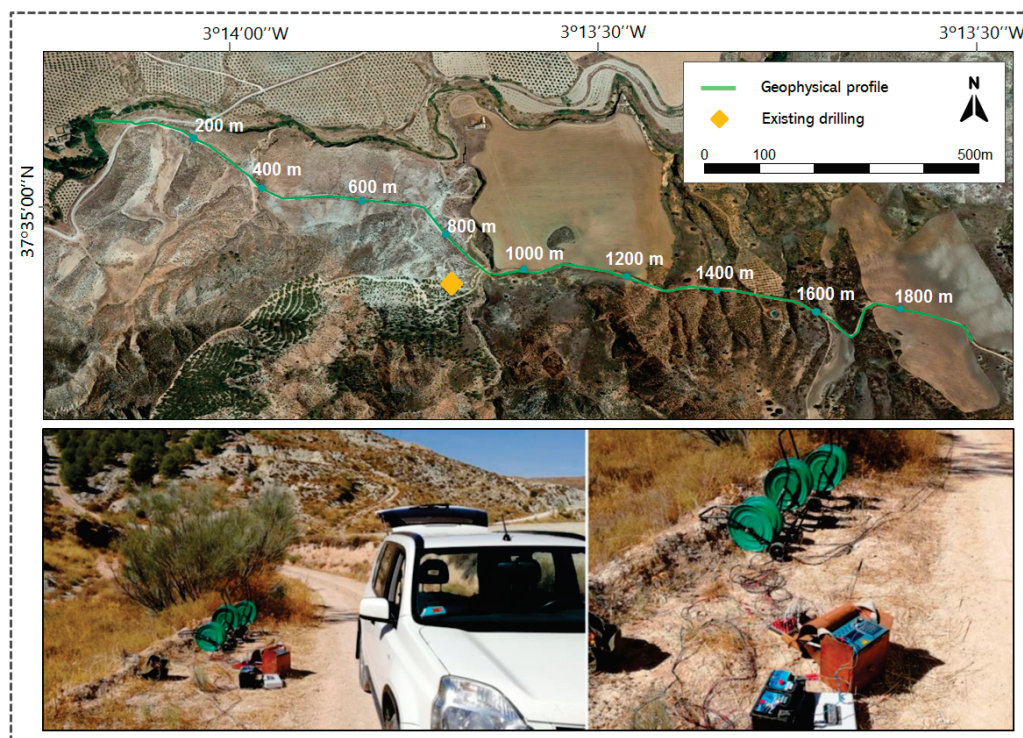 3°14'00''W
3°13'30''W
3°13'30''W
37°35'00''N
Geophysical profile
Existing drilling
N
0 100 500m
200 m
400 m
600 m
800 m
1000 m
1200 m
1400 m
1600 m
1800 m